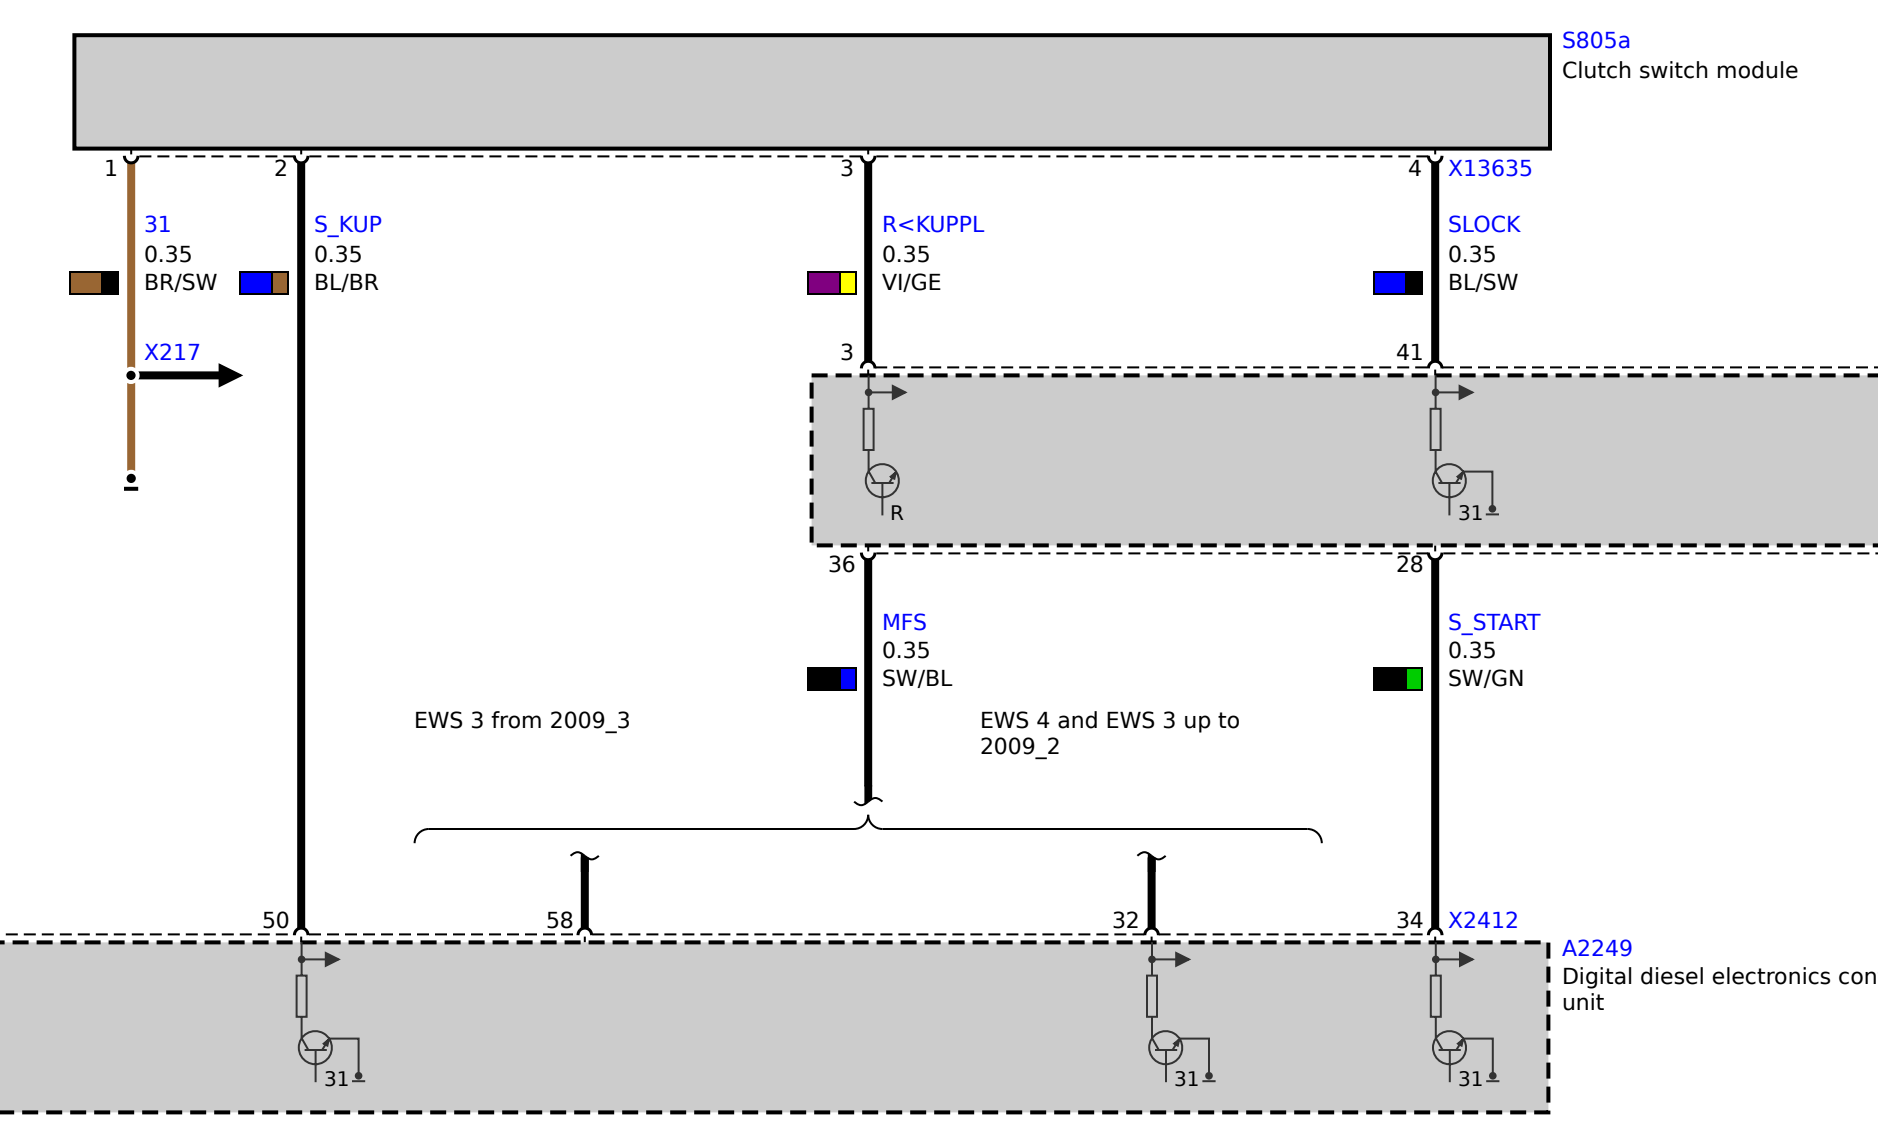 S805a
Clutch switch module
1
2
3
4
X13635
31
0.35
BR/SW
S_KUP
0.35
BL/BR
R<KUPPL
0.35
VI/GE
SLOCK
0.35
BL/SW
X217
3
41
R
31
36
28
MFS
0.35
SW/BL
S_START
0.35
SW/GN
EWS 3 from 2009_3
EWS 4 and EWS 3 up to
2009_2
50
58
32
34
X2412
A2249
Digital diesel electronics con
unit
31
31
31